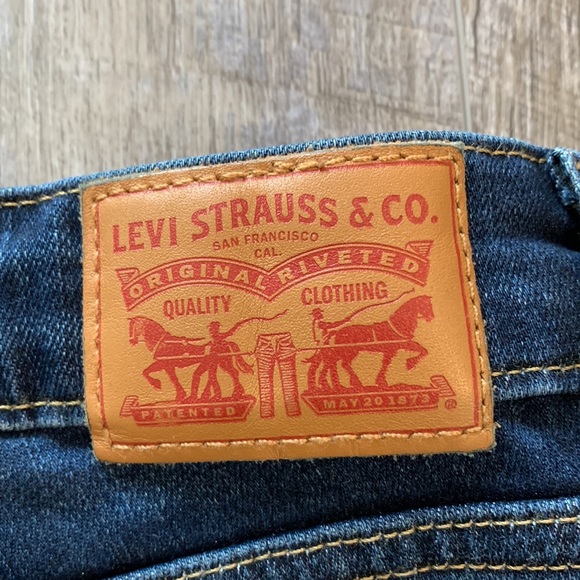 LEVI STRAUSS & CO.
SAN FRANCISCO
CAL.
ORIGINAL RIVETED
QUALITY CLOTHING
PATENTED MAY 20 1873 ®